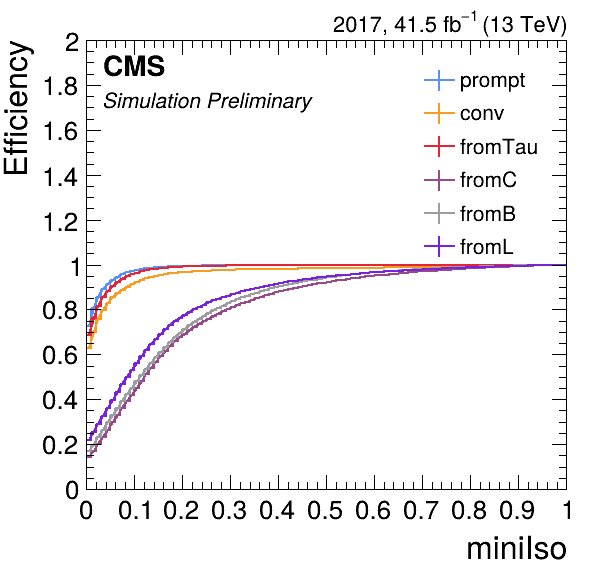 2017, 41.5 fb⁻¹ (13 TeV)
Efficiency
CMS
Simulation Preliminary
prompt
conv
fromTau
fromC
fromB
fromL
2
1.8
1.6
1.4
1.2
1
0.8
0.6
0.4
0.2
0
0 0.1 0.2 0.3 0.4 0.5 0.6 0.7 0.8 0.9 1
miniIso